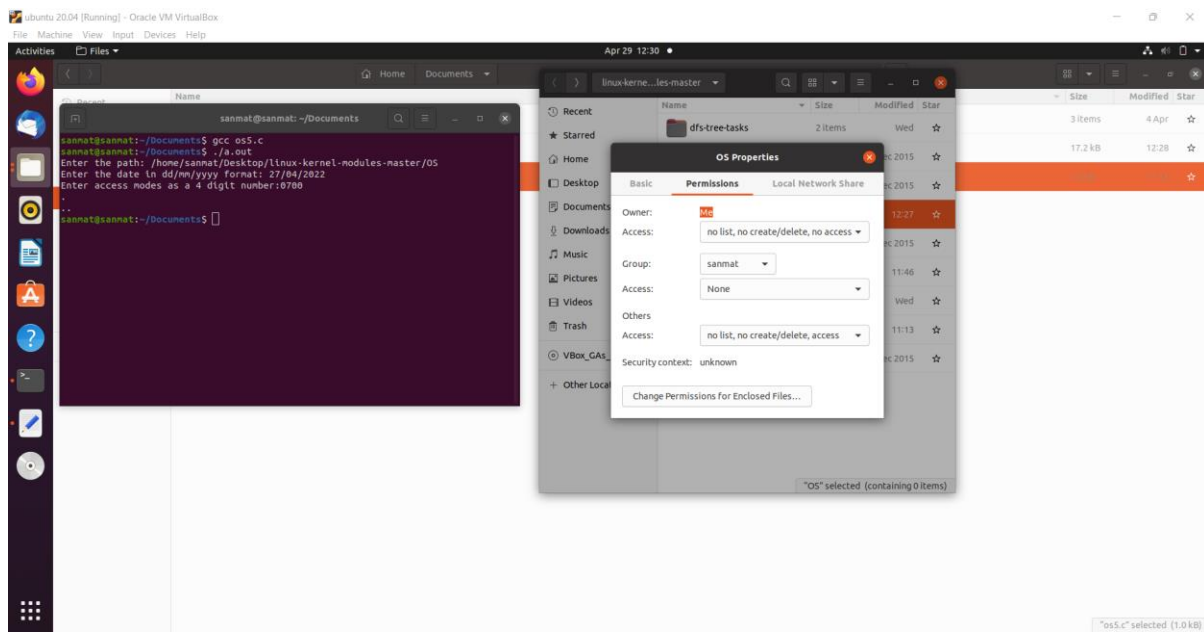 ubuntu 20.04 [Running] - Oracle VM VirtualBox
File Machine View Input Devices Help
Activities Files Apr 29 12:30
Home Documents
Recent
Name Size Modified Star
3 items 4 Apr
17.2 kB 12:28
sanmat@sanmat: ~/Documents
sanmat@sanmat:~/Documents$ gcc os5.c
sanmat@sanmat:~/Documents$ ./a.out
Enter the path: /home/sanmat/Desktop/linux-kernel-modules-master/OS
Enter the date in dd/mm/yyyy format: 27/04/2022
Enter access modes as a 4 digit number:0700
.
..
sanmat@sanmat:~/Documents$
linux-kerne...les-master
Recent
Starred
Home
Desktop
Documents
Downloads
Music
Pictures
Videos
Trash
VBox_GAs_
+ Other Locat
Name Size Modified Star
dfs-tree-tasks 2 items Wed
ec 2015
ec 2015
12:27
ec 2015
11:46
Wed
11:13
ec 2015
OS Properties
Basic Permissions Local Network Share
Owner: Me
Access: no list, no create/delete, no access
Group: sanmat
Access: None
Others
Access: no list, no create/delete, access
Security context: unknown
Change Permissions for Enclosed Files...
"OS" selected (containing 0 items)
"os5.c" selected (1.0 kB)